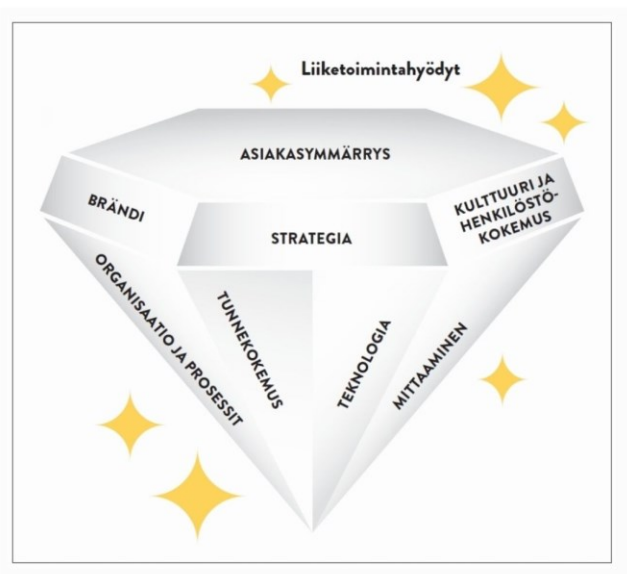 Liiketoimintahyödyt
ASIAKASYMMÄRRYS
BRÄNDI
STRATEGIA
KULTTUURI JA
HENKILÖSTÖ-
KOKEMUS
ORGANISAATIO JA PROSESSIT
TUNNEKOKEMUS
TEKNOLOGIA
MITTAAMINEN